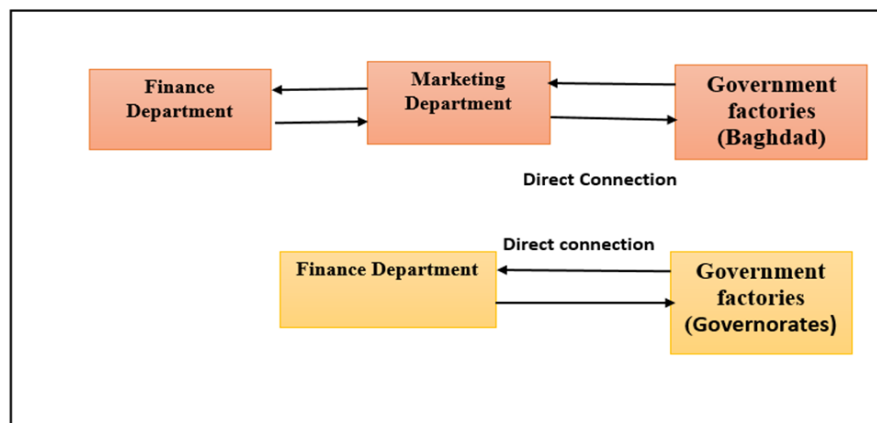 Finance
Department
Marketing
Department
Government
factories
(Baghdad)
Direct Connection
Direct connection
Finance Department
Government
factories
(Governorates)